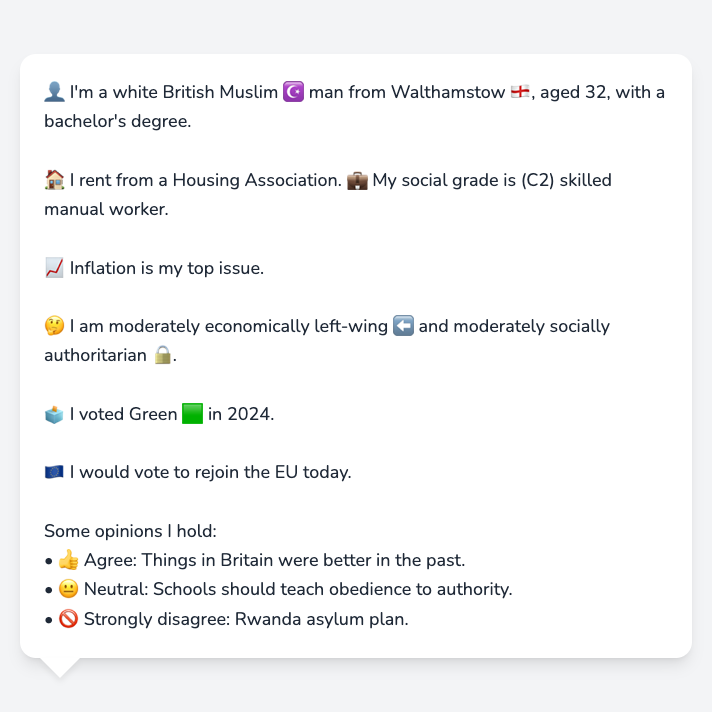 👤 I'm a white British Muslim ☪️ man from Walthamstow 🏴󠁧󠁢󠁥󠁮󠁧󠁿, aged 32, with a
bachelor's degree.
🏠 I rent from a Housing Association. 💼 My social grade is (C2) skilled
manual worker.
📈 Inflation is my top issue.
🤔 I am moderately economically left-wing ⬅️ and moderately socially
authoritarian 🔒.
🗳️ I voted Green 🟩 in 2024.
🇪🇺 I would vote to rejoin the EU today.
Some opinions I hold:
• 👍 Agree: Things in Britain were better in the past.
• 😐 Neutral: Schools should teach obedience to authority.
• 🚫 Strongly disagree: Rwanda asylum plan.